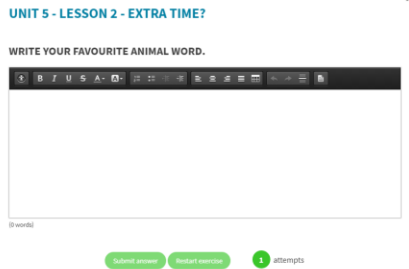 UNIT 5 - LESSON 2 - EXTRA TIME?
WRITE YOUR FAVOURITE ANIMAL WORD.
B I U S A A
(0 words)
Submit answer Restart exercise 1 attempts